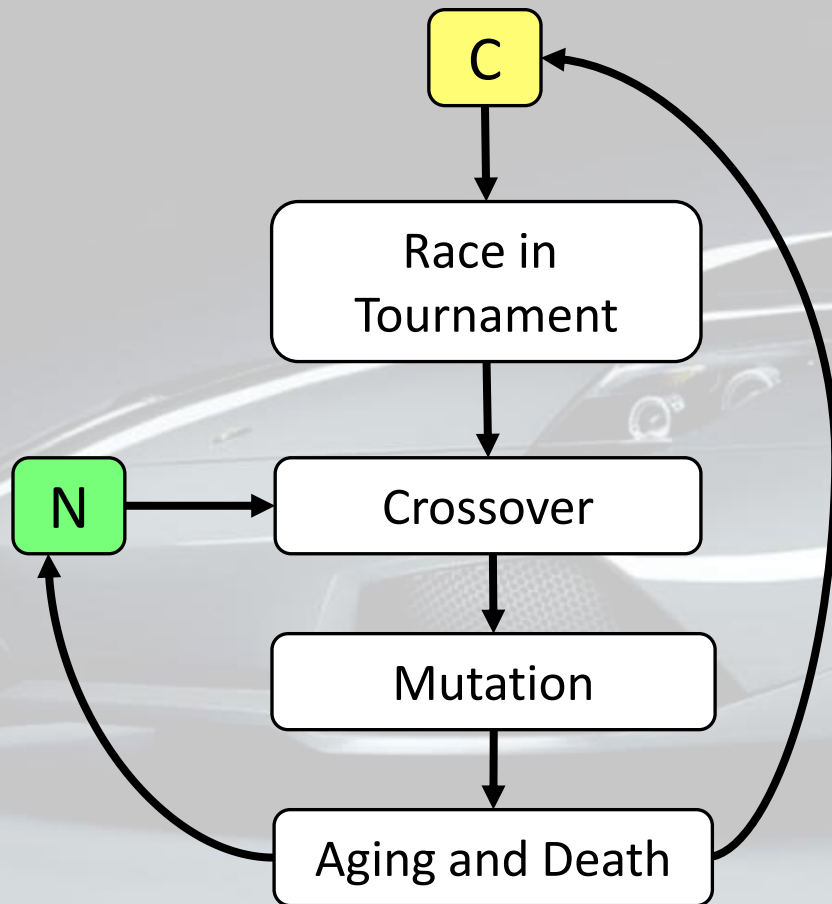 C
Race in
Tournament
N
Crossover
Mutation
Aging and Death